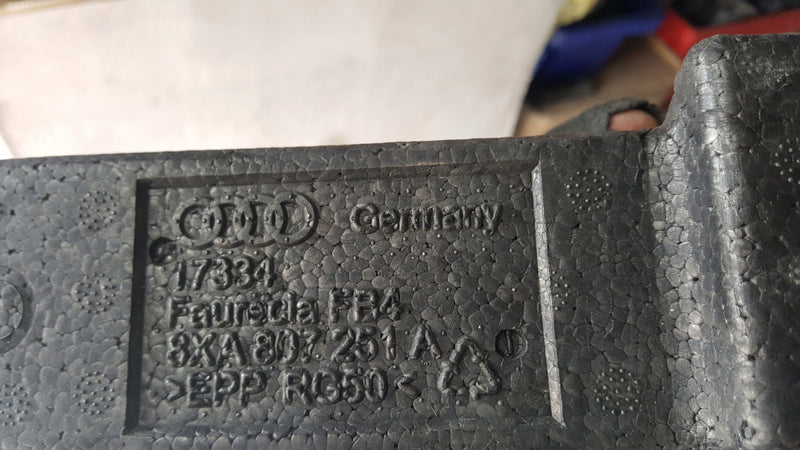 Germany
17334
Faurecia FR4
8XA 807 251 A
>EPP RG50<